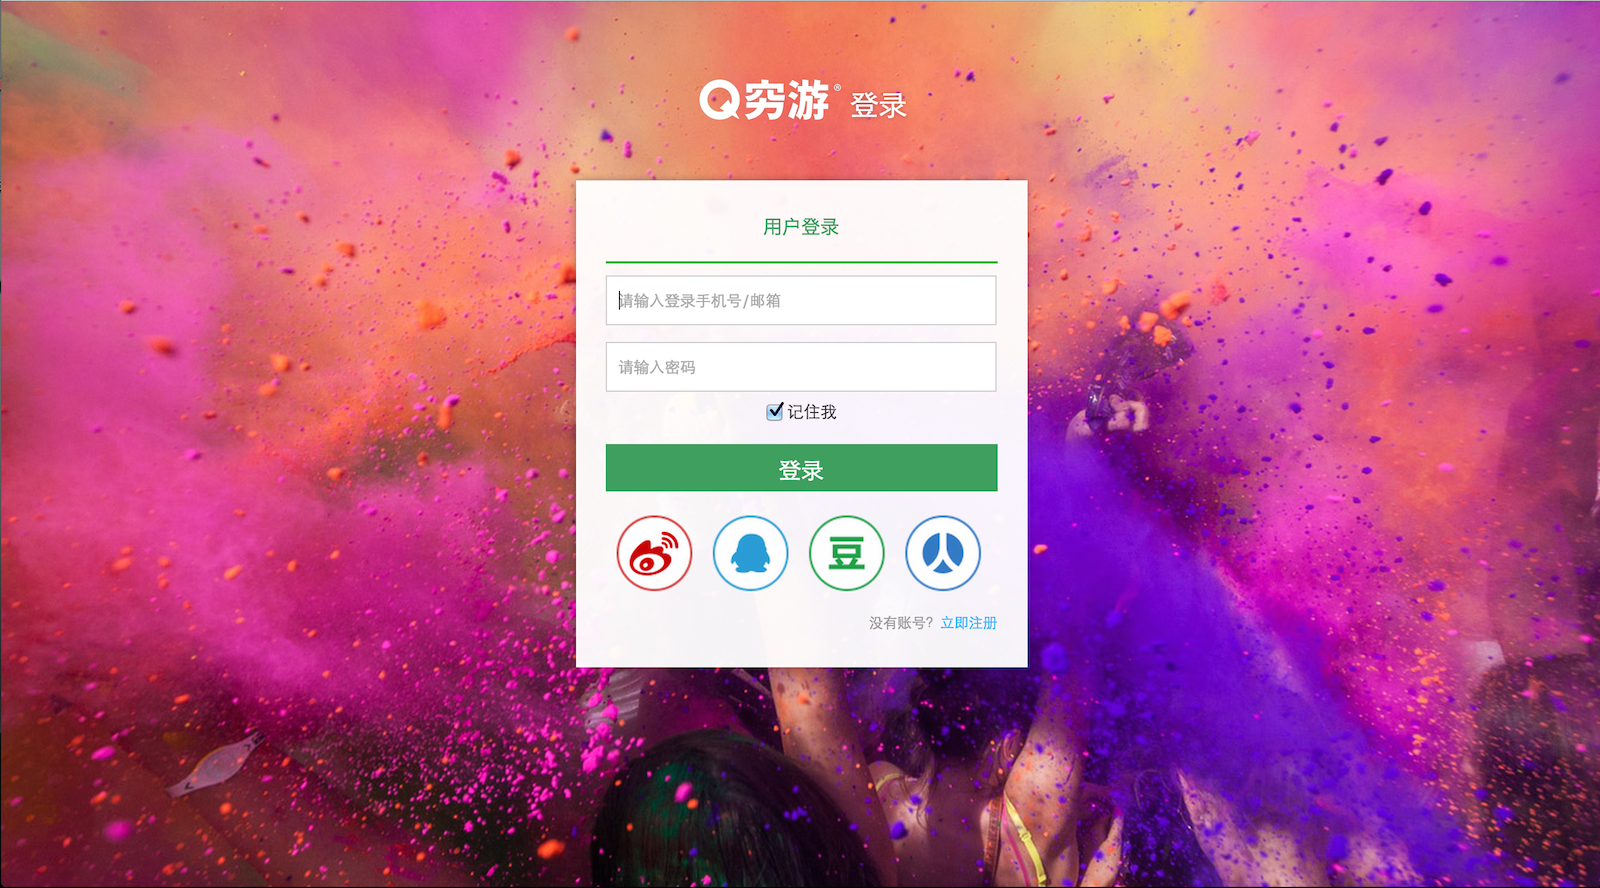 Q穷游® 登录
用户登录
请输入登录手机号/邮箱
请输入密码
记住我
登录
豆
没有账号? 立即注册